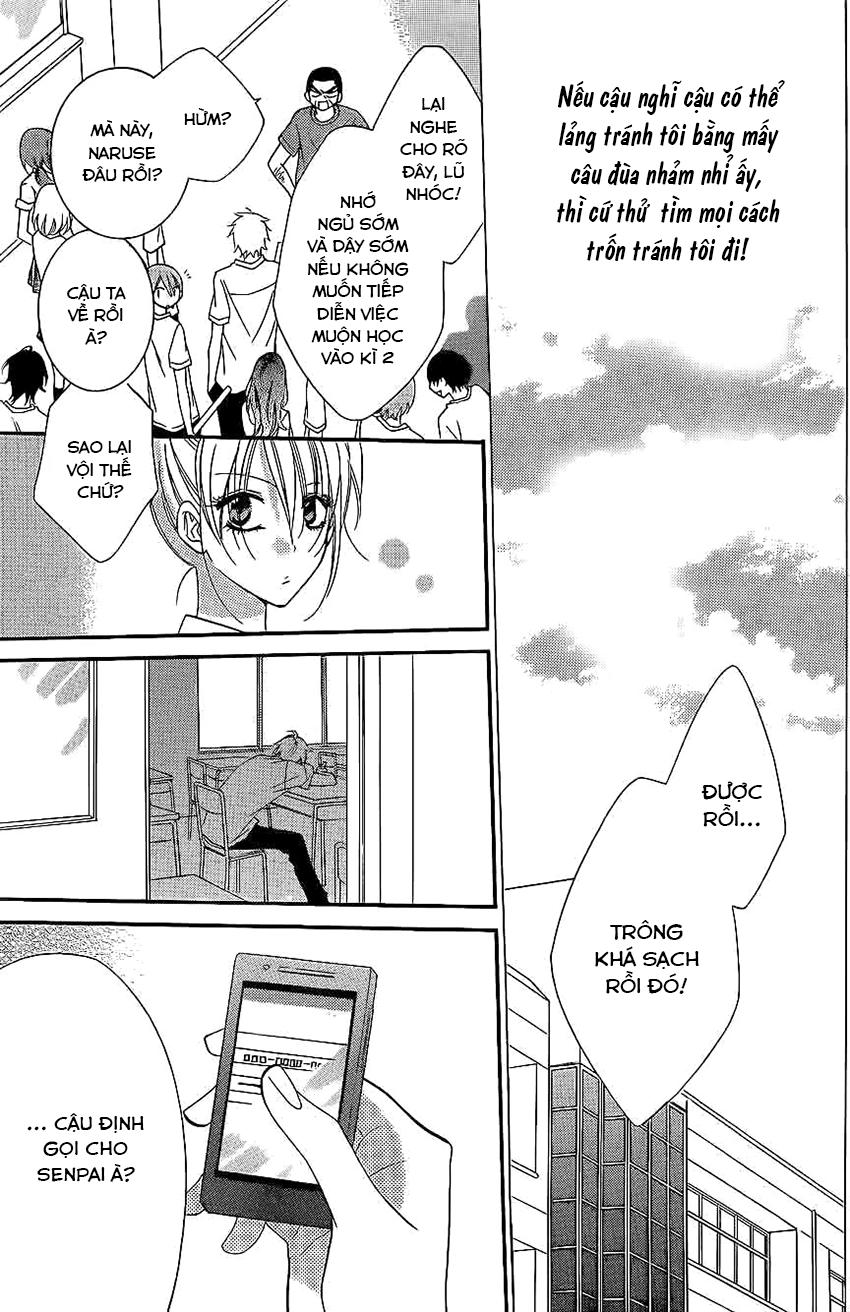 Nếu cậu nghĩ cậu có thể
lảng tránh tôi bằng mấy
câu đùa nhảm nhỉ ấy,
thì cứ thử tìm mọi cách
trốn tránh tôi đi!
ĐƯỢC
RỒI...
TRÔNG
KHÁ SẠCH
RỒI ĐÓ!
LẠI
NGHE
CHO RÕ
ĐÂY, LŨ
NHÓC!
NHỚ
NGỦ SỚM
VÀ DẬY SỚM
NẾU KHÔNG
MUỐN TIẾP
DIỄN VIỆC
MUỘN HỌC
VÀO KÌ 2
HỪM?
MÀ NÀY,
NARUSE
ĐÂU RỒI?
CẬU TA
VỀ RỒI
À?
SAO LẠI
VỘI THẾ
CHỨ?
... CẬU ĐỊNH
GỌI CHO
SENPAI À?